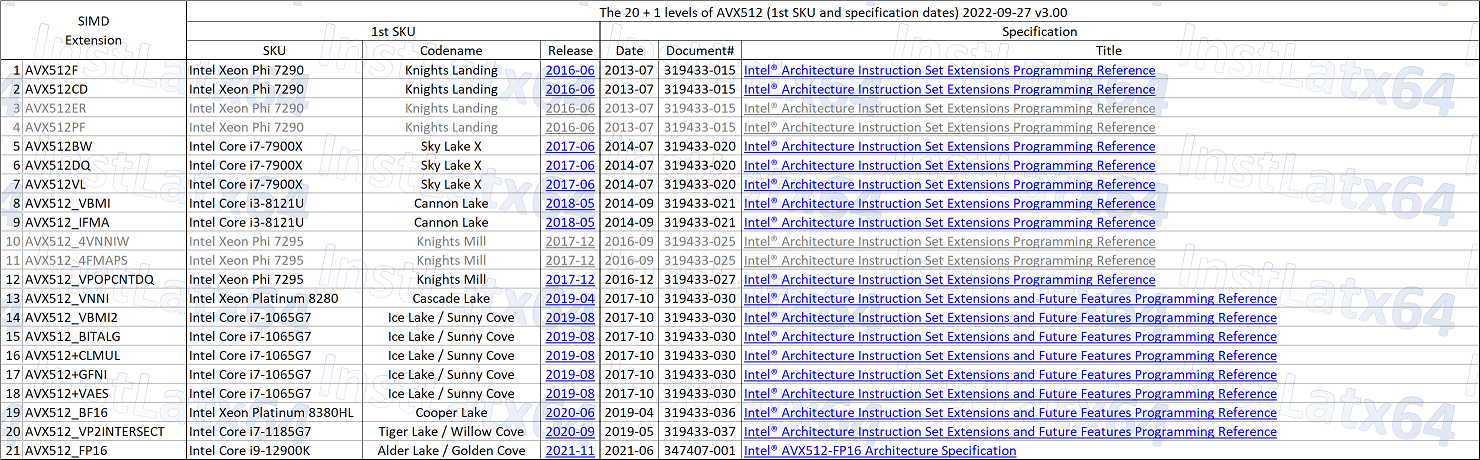 The 20 + 1 levels of AVX512 (1st SKU and specification dates) 2022-09-27 v3.00
SIMD Extension 1st SKU Specification
SKU Codename Release Date Document# Title
1 AVX512F Intel Xeon Phi 7290 Knights Landing 2016-06 2013-07 319433-015 Intel® Architecture Instruction Set Extensions Programming Reference
2 AVX512CD Intel Xeon Phi 7290 Knights Landing 2016-06 2013-07 319433-015 Intel® Architecture Instruction Set Extensions Programming Reference
3 AVX512ER Intel Xeon Phi 7290 Knights Landing 2016-06 2013-07 319433-015 Intel® Architecture Instruction Set Extensions Programming Reference
4 AVX512PF Intel Xeon Phi 7290 Knights Landing 2016-06 2013-07 319433-015 Intel® Architecture Instruction Set Extensions Programming Reference
5 AVX512BW Intel Core i7-7900X Sky Lake X 2017-06 2014-07 319433-020 Intel® Architecture Instruction Set Extensions Programming Reference
6 AVX512DQ Intel Core i7-7900X Sky Lake X 2017-06 2014-07 319433-020 Intel® Architecture Instruction Set Extensions Programming Reference
7 AVX512VL Intel Core i7-7900X Sky Lake X 2017-06 2014-07 319433-020 Intel® Architecture Instruction Set Extensions Programming Reference
8 AVX512_VBMI Intel Core i3-8121U Cannon Lake 2018-05 2014-09 319433-021 Intel® Architecture Instruction Set Extensions Programming Reference
9 AVX512_IFMA Intel Core i3-8121U Cannon Lake 2018-05 2014-09 319433-021 Intel® Architecture Instruction Set Extensions Programming Reference
10 AVX512_4VNNIW Intel Xeon Phi 7295 Knights Mill 2017-12 2016-09 319433-025 Intel® Architecture Instruction Set Extensions Programming Reference
11 AVX512_4FMAPS Intel Xeon Phi 7295 Knights Mill 2017-12 2016-09 319433-025 Intel® Architecture Instruction Set Extensions Programming Reference
12 AVX512_VPOPCNTDQ Intel Xeon Phi 7295 Knights Mill 2017-12 2016-12 319433-027 Intel® Architecture Instruction Set Extensions Programming Reference
13 AVX512_VNNI Intel Xeon Platinum 8280 Cascade Lake 2019-04 2017-10 319433-030 Intel® Architecture Instruction Set Extensions and Future Features Programming Reference
14 AVX512_VBMI2 Intel Core i7-1065G7 Ice Lake / Sunny Cove 2019-08 2017-10 319433-030 Intel® Architecture Instruction Set Extensions and Future Features Programming Reference
15 AVX512_BITALG Intel Core i7-1065G7 Ice Lake / Sunny Cove 2019-08 2017-10 319433-030 Intel® Architecture Instruction Set Extensions and Future Features Programming Reference
16 AVX512+CLMUL Intel Core i7-1065G7 Ice Lake / Sunny Cove 2019-08 2017-10 319433-030 Intel® Architecture Instruction Set Extensions and Future Features Programming Reference
17 AVX512+GFNI Intel Core i7-1065G7 Ice Lake / Sunny Cove 2019-08 2017-10 319433-030 Intel® Architecture Instruction Set Extensions and Future Features Programming Reference
18 AVX512+VAES Intel Core i7-1065G7 Ice Lake / Sunny Cove 2019-08 2017-10 319433-030 Intel® Architecture Instruction Set Extensions and Future Features Programming Reference
19 AVX512_BF16 Intel Xeon Platinum 8380HL Cooper Lake 2020-06 2019-04 319433-036 Intel® Architecture Instruction Set Extensions and Future Features Programming Reference
20 AVX512_VP2INTERSECT Intel Core i7-1185G7 Tiger Lake / Willow Cove 2020-09 2019-05 319433-037 Intel® Architecture Instruction Set Extensions and Future Features Programming Reference
21 AVX512_FP16 Intel Core i9-12900K Alder Lake / Golden Cove 2021-11 2021-06 347407-001 Intel® AVX512-FP16 Architecture Specification
InstLatx64